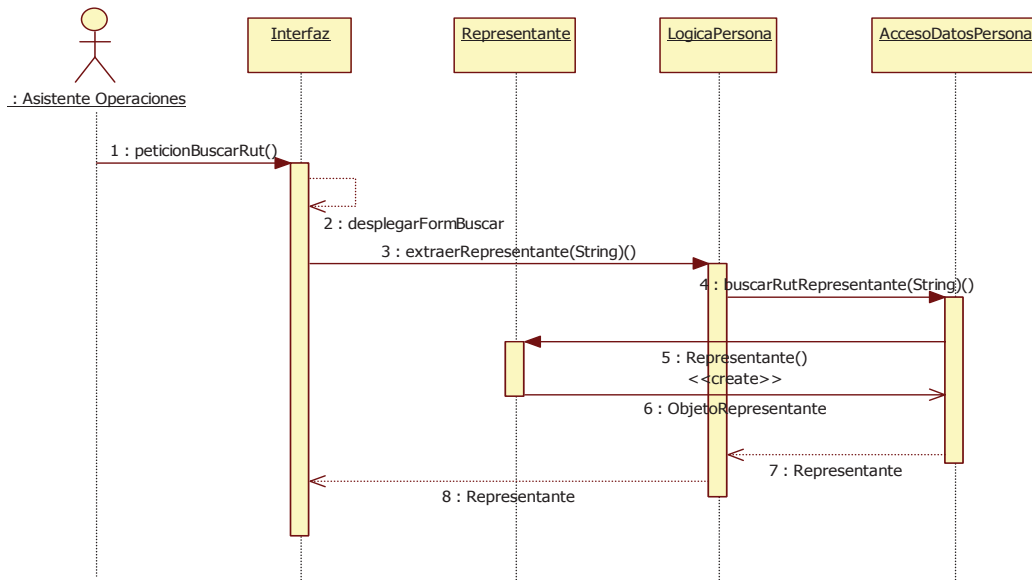 Interfaz
Representante
LogicaPersona
AccesoDatosPersona
: Asistente Operaciones
1 : peticionBuscarRut()
2 : desplegarFormBuscar
3 : extraerRepresentante(String)()
4 : buscarRutRepresentante(String)()
5 : Representante()
<<create>>
6 : ObjetoRepresentante
7 : Representante
8 : Representante